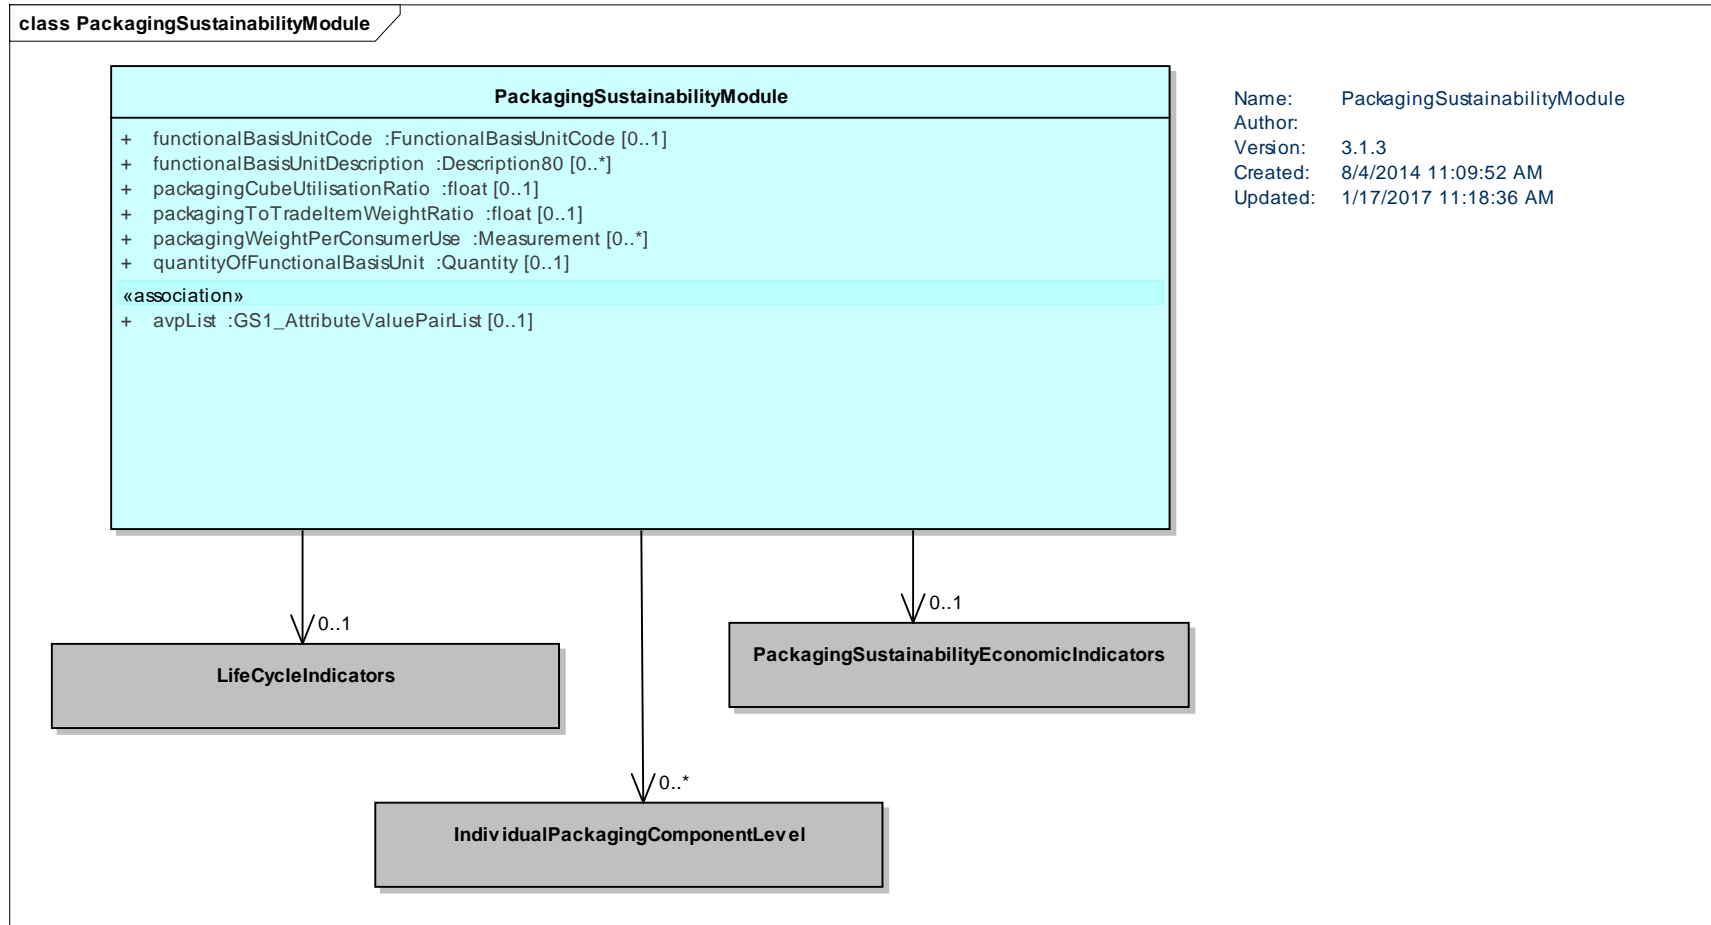 class PackagingSustainabilityModule
PackagingSustainabilityModule
+ functionalBasisUnitCode :FunctionalBasisUnitCode [0..1]
+ functionalBasisUnitDescription :Description80 [0..*]
+ packagingCubeUtilisationRatio :float [0..1]
+ packagingToTradeItemWeightRatio :float [0..1]
+ packagingWeightPerConsumerUse :Measurement [0..*]
+ quantityOfFunctionalBasisUnit :Quantity [0..1]
«association»
+ avpList :GS1_AttributeValuePairList [0..1]
Name: PackagingSustainabilityModule
Author:
Version: 3.1.3
Created: 8/4/2014 11:09:52 AM
Updated: 1/17/2017 11:18:36 AM
0..1
LifeCycleIndicators
0..1
PackagingSustainabilityEconomicIndicators
0..*
IndividualPackagingComponentLevel